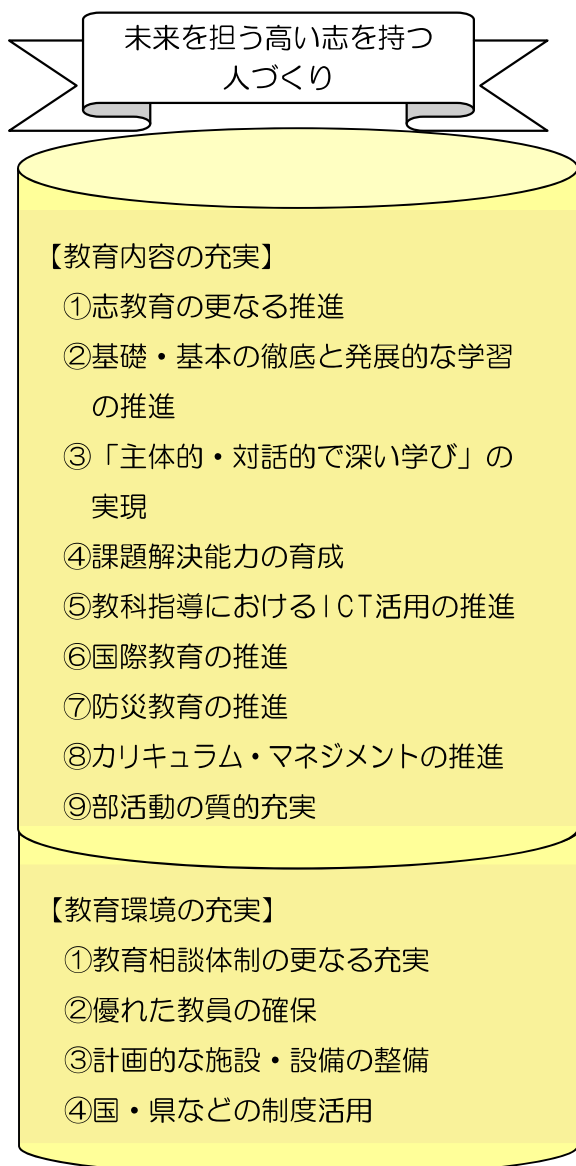 未来を担う高い志を持つ
人づくり
【教育内容の充実】
①志教育の更なる推進
②基礎・基本の徹底と発展的な学習
の推進
③「主体的・対話的で深い学び」の
実現
④課題解決能力の育成
⑤教科指導におけるICT活用の推進
⑥国際教育の推進
⑦防災教育の推進
⑧カリキュラム・マネジメントの推進
⑨部活動の質的充実
【教育環境の充実】
①教育相談体制の更なる充実
②優れた教員の確保
③計画的な施設・設備の整備
④国・県などの制度活用